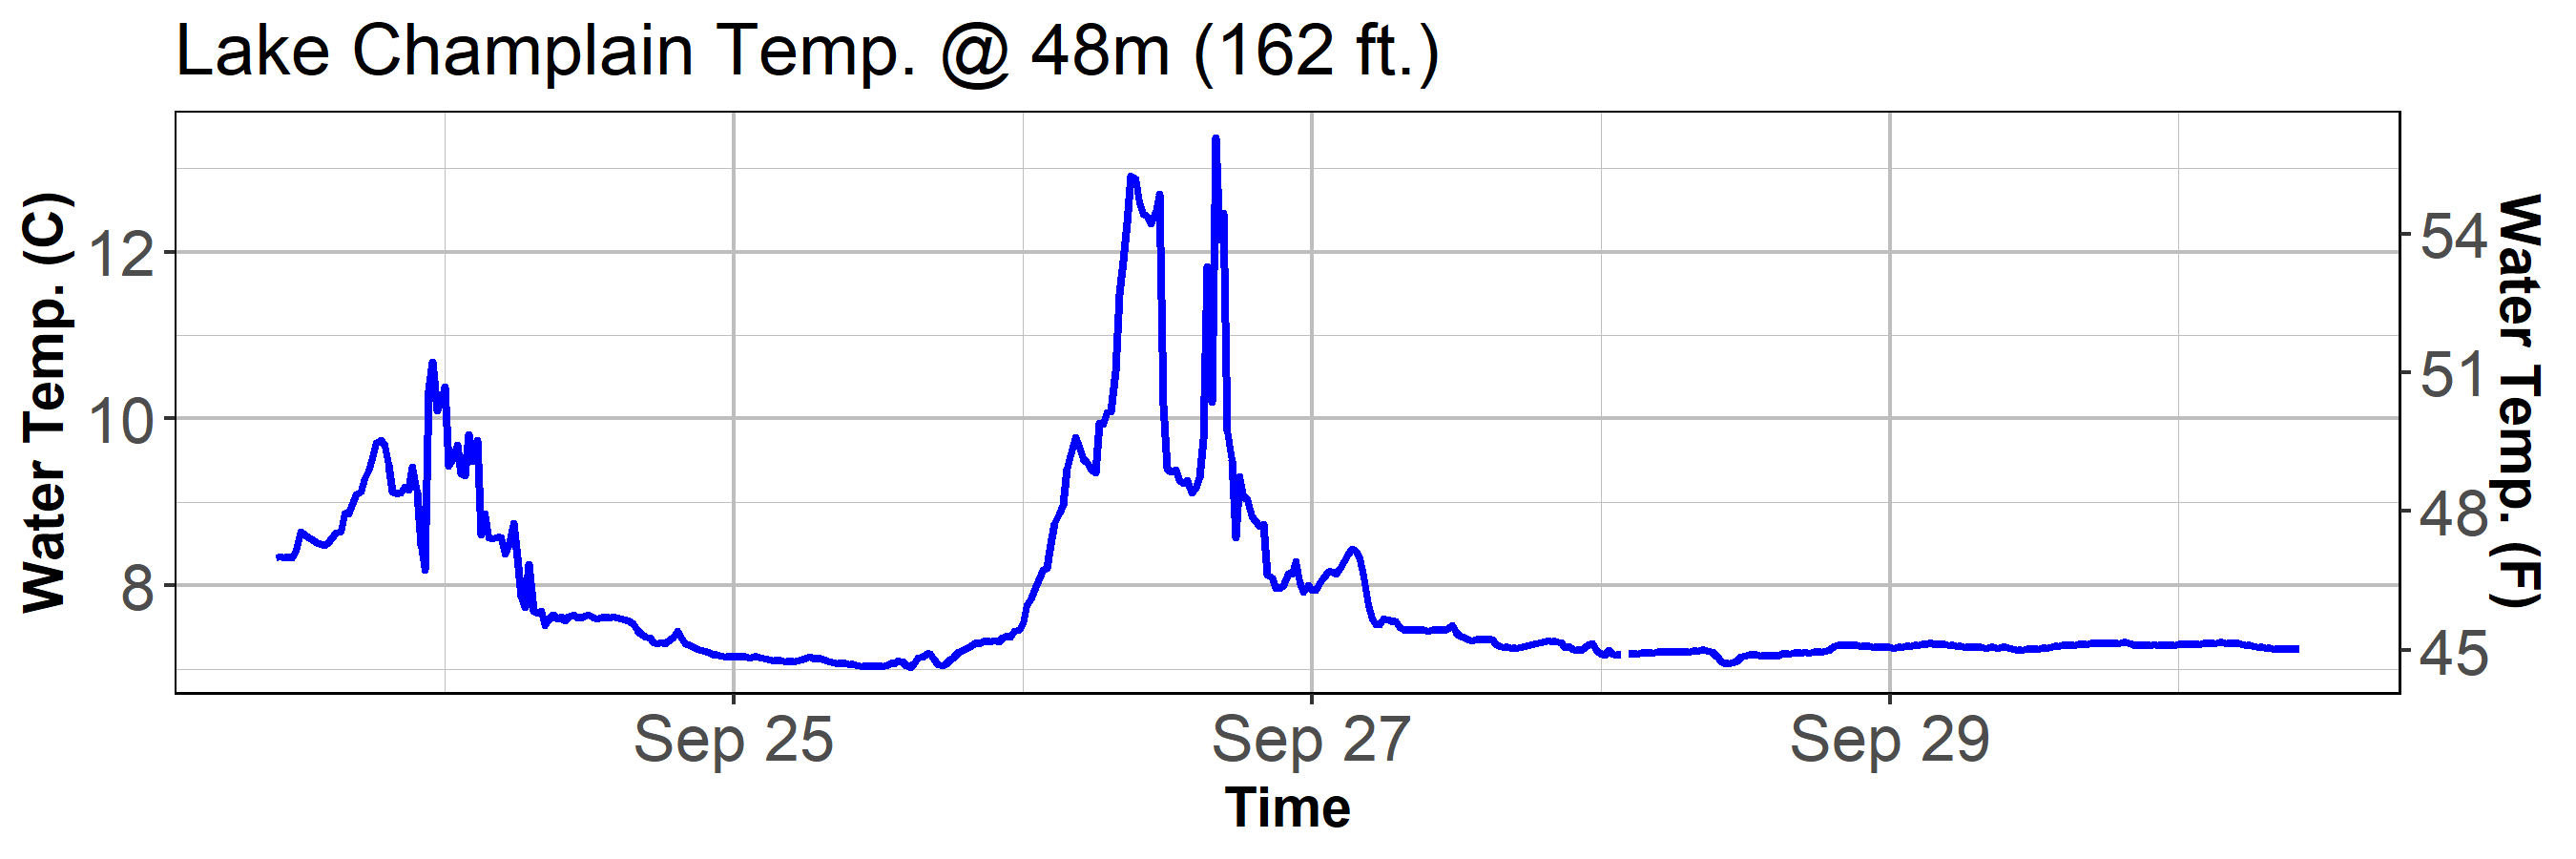 Lake Champlain Temp. @ 48m (162 ft.)
Water Temp. (C)
12
10
8
54
51
48
45
Water Temp. (F)
Sep 25
Sep 27
Sep 29
Time